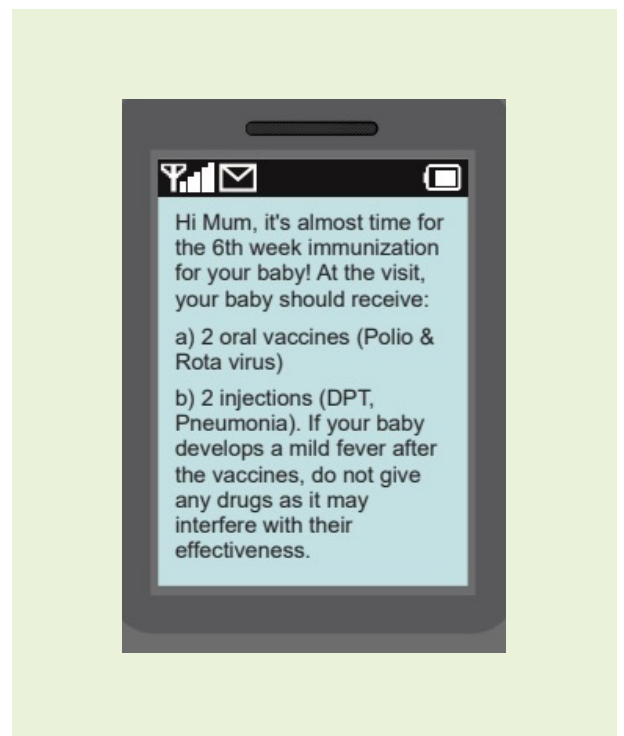 Hi Mum, it's almost time for
the 6th week immunization
for your baby! At the visit,
your baby should receive:
a) 2 oral vaccines (Polio &
Rota virus)
b) 2 injections (DPT,
Pneumonia). If your baby
develops a mild fever after
the vaccines, do not give
any drugs as it may
interfere with their
effectiveness.